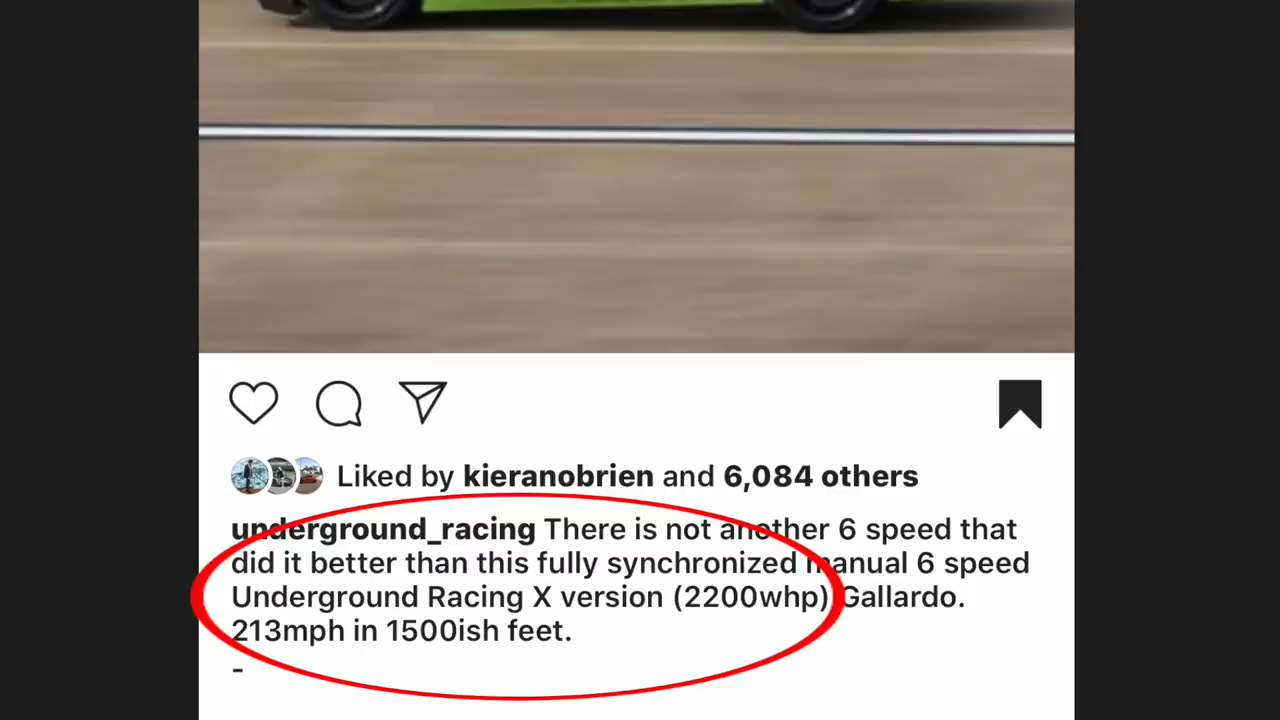 Liked by kieranobrien and 6,084 others
underground_racing There is not another 6 speed that
did it better than this fully synchronized manual 6 speed
Underground Racing X version (2200whp) Gallardo.
213mph in 1500ish feet.
-